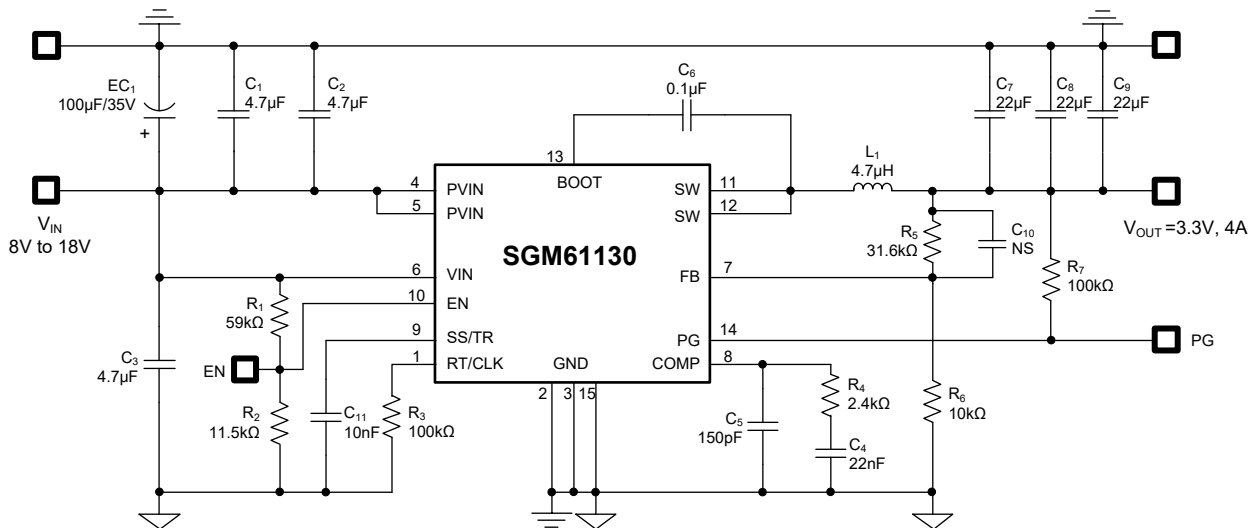 EC₁
100µF/35V
+
C₁
4.7µF
C₂
4.7µF
C₆
0.1µF
C₇
22µF
C₈
22µF
C₉
22µF
13
BOOT
L₁
4.7µH
4
PVIN
SW
11
5
PVIN
SW
12
V_IN
8V to 18V
V_OUT =3.3V, 4A
R₅
31.6kΩ
C₁₀
NS
SGM61130
6
VIN
FB
7
R₇
100kΩ
R₁
59kΩ
10
EN
9
SS/TR
PG
14
PG
C₃
4.7µF
EN
1
RT/CLK
GND
COMP
8
2
3
15
R₂
11.5kΩ
C₁₁
10nF
R₃
100kΩ
C₅
150pF
R₄
2.4kΩ
C₄
22nF
R₆
10kΩ